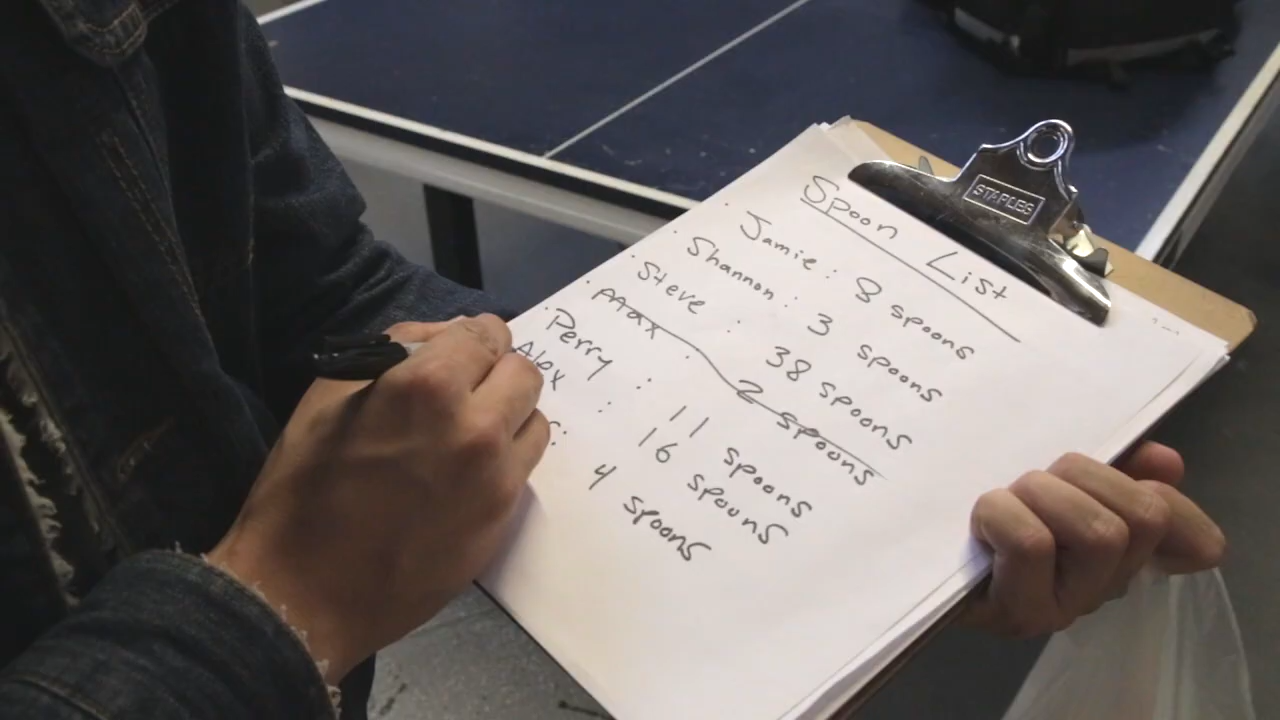 STAPLES
Spoon List
Jamie: 8 spoons
Shannon: 3 spoons
Steve: 38 spoons
Max: 2 spoons
Perry: 11 spoons
Alex: 16 spoons
: 4 spoons